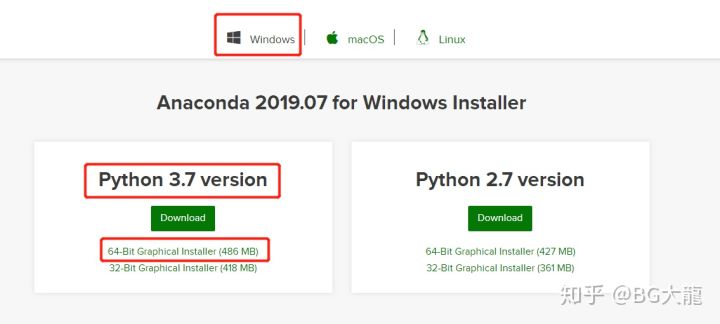 Windows
macOS
Linux
Anaconda 2019.07 for Windows Installer
Python 3.7 version
Download
64-Bit Graphical Installer (486 MB)
32-Bit Graphical Installer (418 MB)
Python 2.7 version
Download
64-Bit Graphical Installer (427 MB)
32-Bit Graphical Installer (361 MB)
知乎 @BG大龍